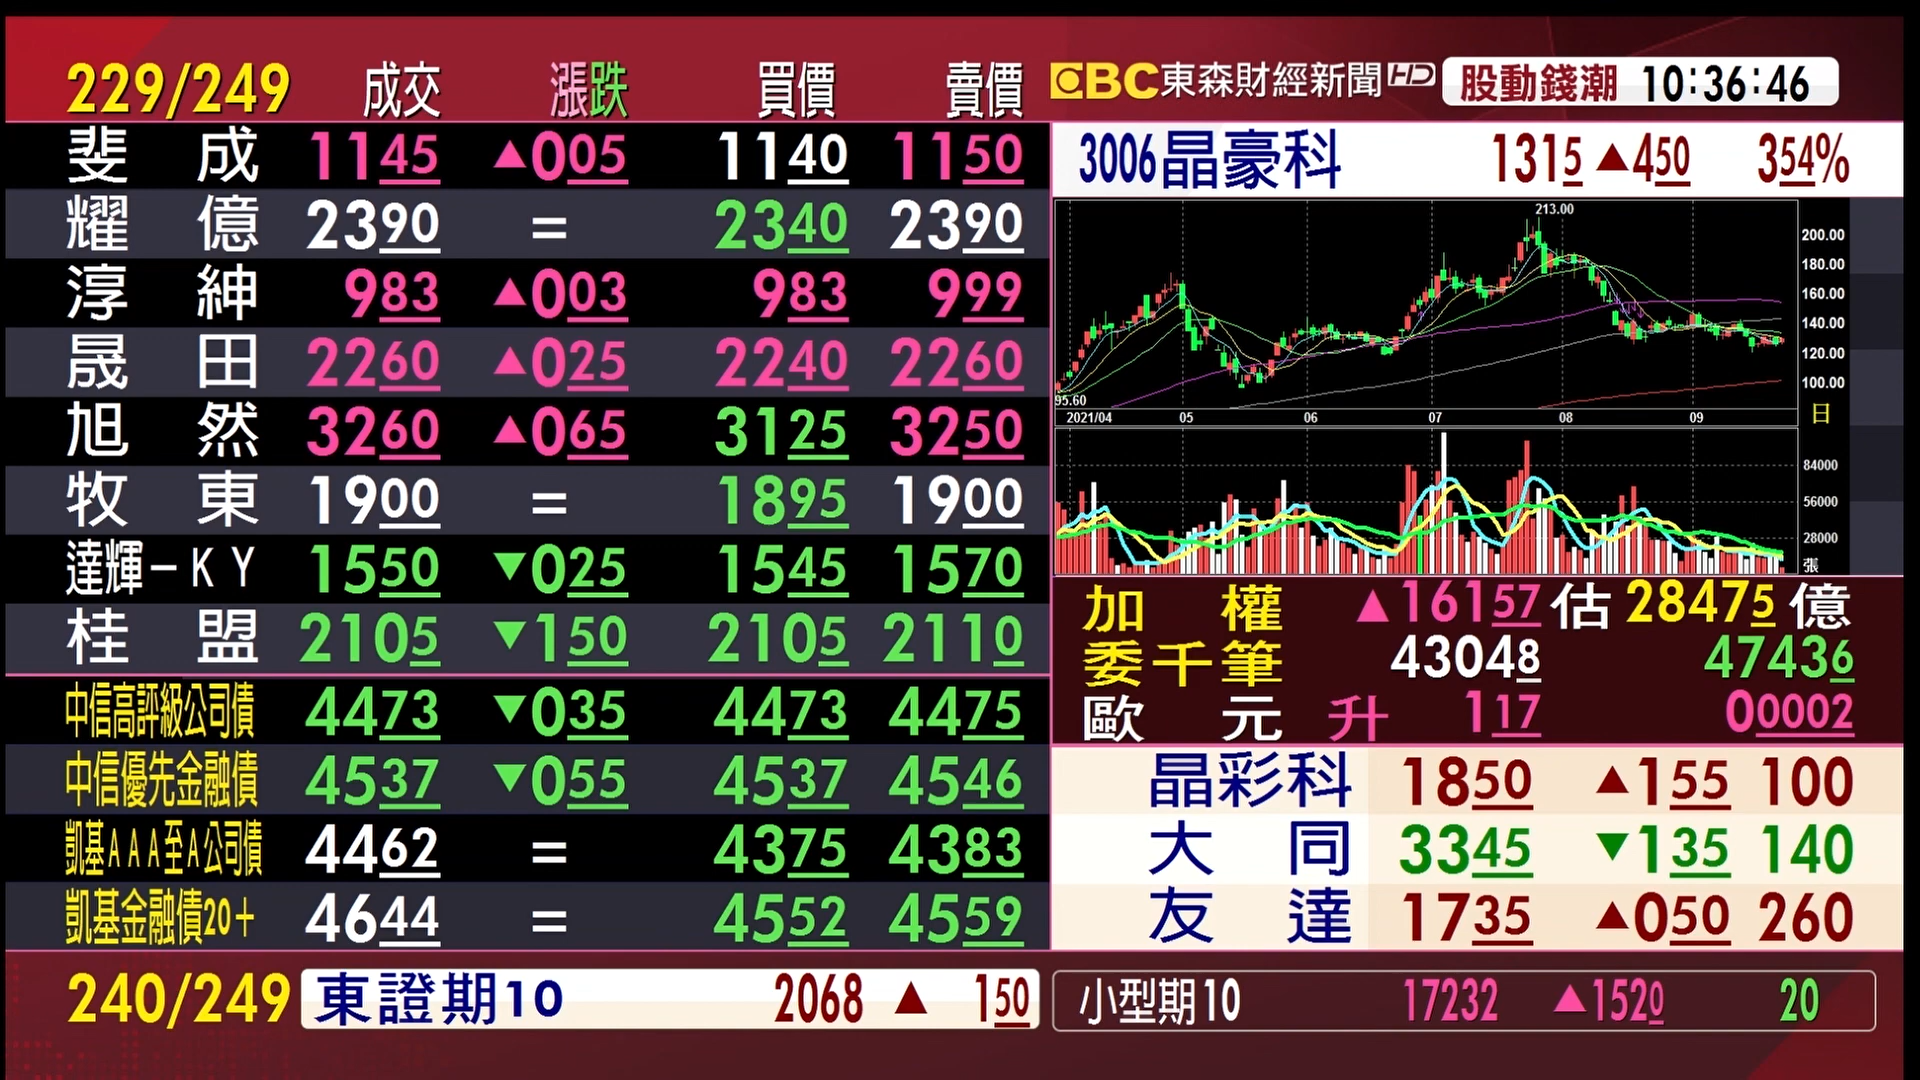 229/249 成交 漲跌 買價 賣價
斐成 1145 ▲005 1140 1150
耀億 2390 = 2340 2390
淳紳 983 ▲003 983 999
晟田 2260 ▲025 2240 2260
旭然 3260 ▲065 3125 3250
牧東 1900 = 1895 1900
達輝-KY 1550 ▼025 1545 1570
桂盟 2105 ▼150 2105 2110
中信高評級公司債 4473 ▼035 4473 4475
中信優先金融債 4537 ▼055 4537 4546
凱基AAA至A公司債 4462 = 4375 4383
凱基金融債20+ 4644 = 4552 4559
240/249 東證期10 2068 ▲ 150
EBC東森財經新聞HD 股動錢潮 10:36:46
3006晶豪科 1315 ▲450 354%
213.00
200.00
180.00
160.00
140.00
120.00
100.00
95.60
2021/04 05 06 07 08 09 日
84000
56000
28000
張
加權 ▲16157 估 28475 億
委千筆 43048 47436
歐元 升 117 00002
晶彩科 1850 ▲155 100
大同 3345 ▼135 140
友達 1735 ▲050 260
小型期10 17232 ▲1520 20